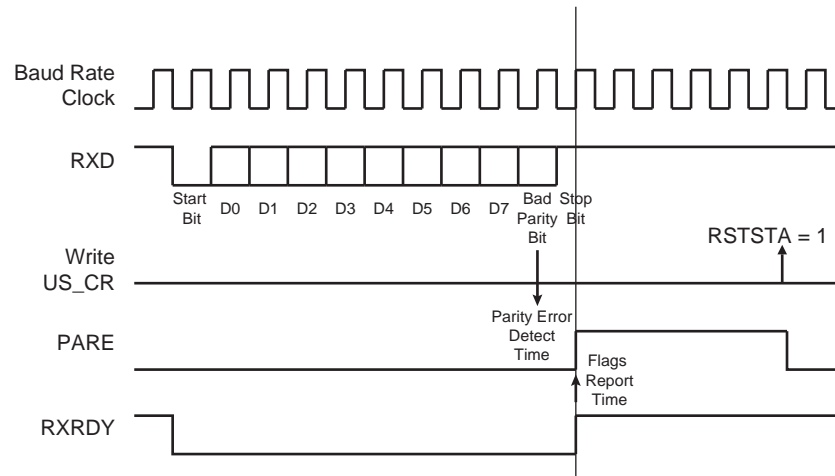 Baud Rate
Clock
RXD
Start
Bit
D0 D1 D2 D3 D4 D5 D6 D7
Bad
Parity
Bit
Stop
Bit
RSTSTA = 1
Write
US_CR
Parity Error
Detect
Time
PARE
Flags
Report
Time
RXRDY